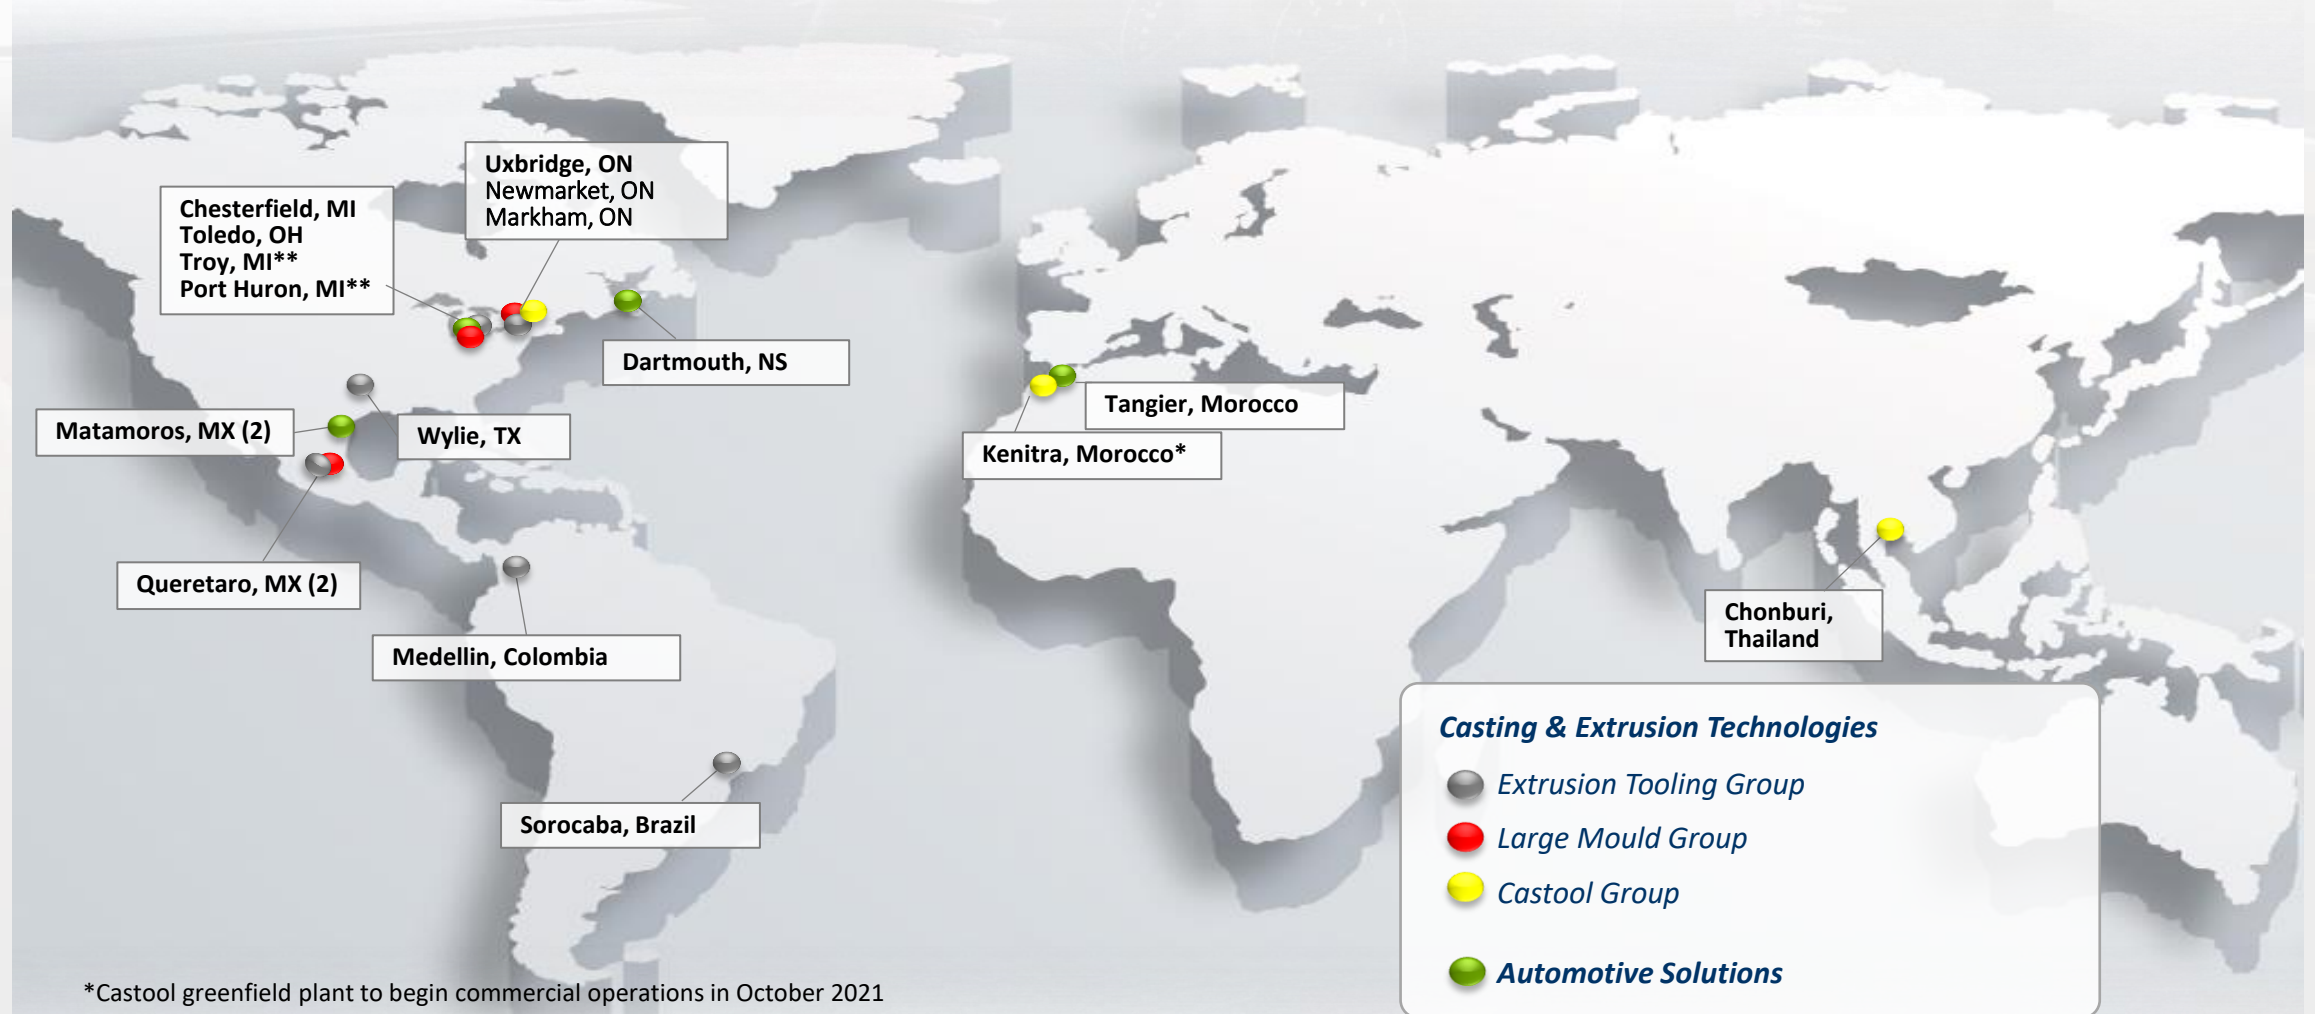 Uxbridge, ON
Newmarket, ON
Markham, ON
Chesterfield, MI
Toledo, OH
Troy, MI**
Port Huron, MI**
Dartmouth, NS
Matamoros, MX (2)
Wylie, TX
Tangier, Morocco
Kenitra, Morocco*
Queretaro, MX (2)
Medellin, Colombia
Chonburi,
Thailand
Sorocaba, Brazil
Casting & Extrusion Technologies
Extrusion Tooling Group
Large Mould Group
Castool Group
Automotive Solutions
*Castool greenfield plant to begin commercial operations in October 2021